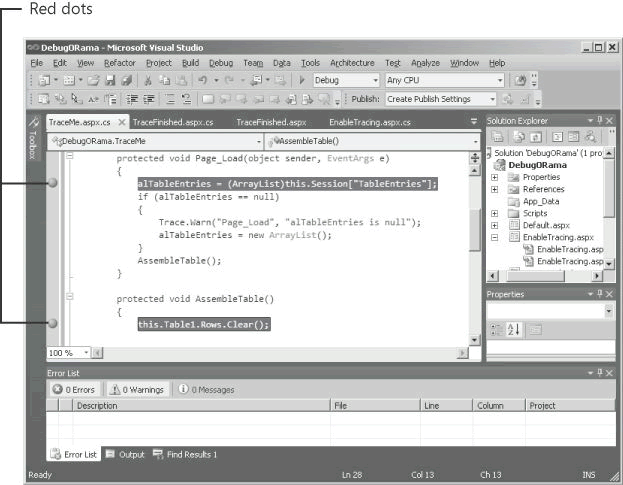 Red dots
DebugORama - Microsoft Visual Studio
File Edit View Refactor Project Build Debug Team Data Tools Architecture Test Analyze Window Help
Debug Any CPU
Publish: Create Publish Settings
TraceMe.aspx.cs TraceFinished.aspx.cs TraceFinished.aspx EnableTracing.aspx.cs
Toolbox
DebugORama.TraceMe AssembleTable()
protected void Page_Load(object sender, EventArgs e)
{
alTableEntries = (ArrayList)this.Session["TableEntries"];
if (alTableEntries == null)
{
Trace.Warn("Page_Load", "alTableEntries is null");
alTableEntries = new ArrayList();
}
AssembleTable();
}
protected void AssembleTable()
{
this.Table1.Rows.Clear();
100 %
Solution Explorer
Solution 'DebugORama' (1 pro
DebugORama
Properties
References
App_Data
Scripts
Default.aspx
EnableTracing.aspx
EnableTracing.asp
EnableTracing.asp
Properties
Error List
0 Errors 0 Warnings 0 Messages
Description File Line Column Project
Error List Output Find Results 1
Ready Ln 28 Col 13 Ch 13 INS